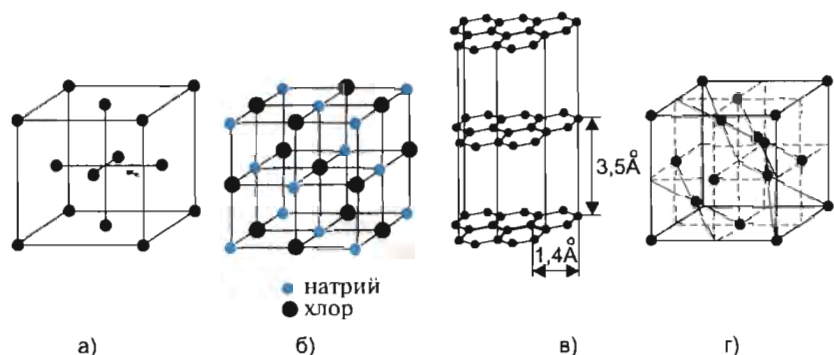 3,5Å
1,4Å
натрий
хлор
а)
б)
в)
г)